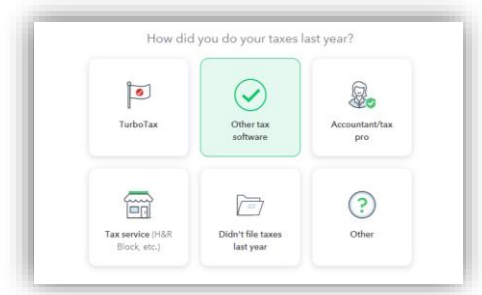 How did you do your taxes last year?
TurboTax
Other tax
software
Accountant/tax
pro
Tax service (H&R
Block, etc.)
Didn't file taxes
last year
Other